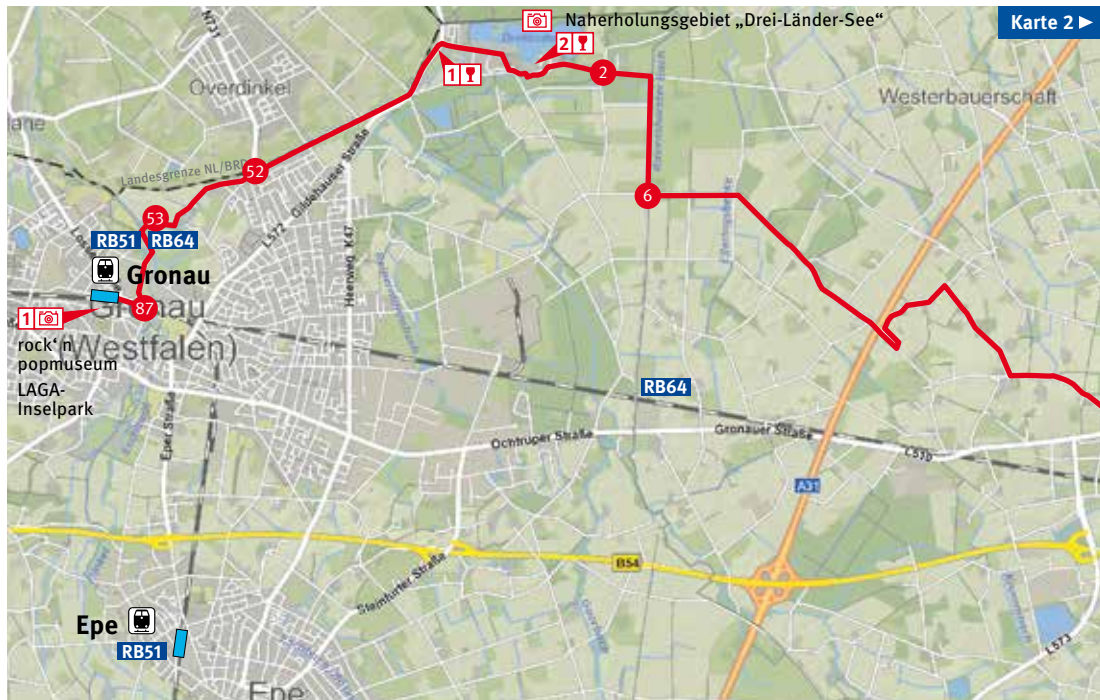 Naherholungsgebiet „Drei-Länder-See“
Karte 2
N731
2
1
2
Overdinkel
Westerbauerschaft
Landesgrenze NL/BRD
52
Gildehauser Straße
6
53
RB51 RB64
L572
Heerweg K47
Gronau
87
Gronau
(Westfalen)
1
rock‘n
popmuseum
LAGA-
Inselpark
RB64
Eper Straße
Ochtruper Straße
Gronauer Straße
L510
A31
B54
Steinfurter Straße
Epe
RB51
L573
Epe